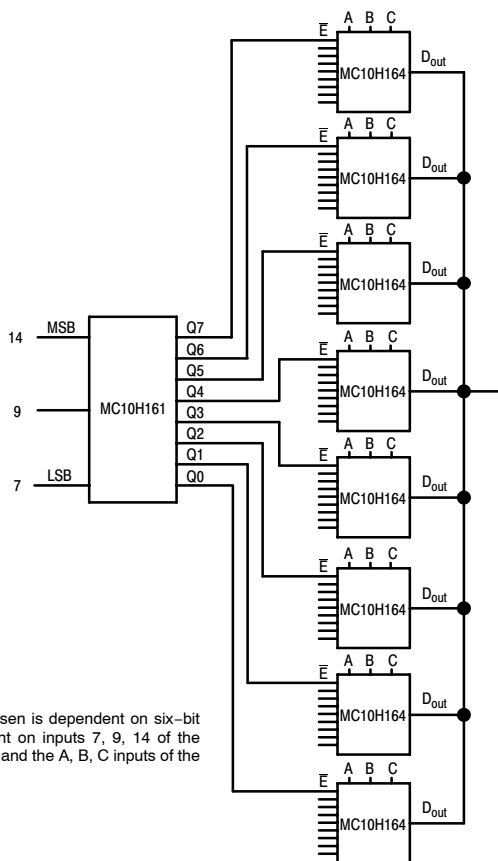 E A B C
MC10H164 Dout
E A B C
MC10H164 Dout
E A B C
MC10H164 Dout
E A B C
MC10H164 Dout
E A B C
MC10H164 Dout
E A B C
MC10H164 Dout
E A B C
MC10H164 Dout
E A B C
MC10H164 Dout
14 MSB
9
7 LSB
MC10H161
Q7
Q6
Q5
Q4
Q3
Q2
Q1
Q0
sen is dependent on six−bit
nt on inputs 7, 9, 14 of the
and the A, B, C inputs of the